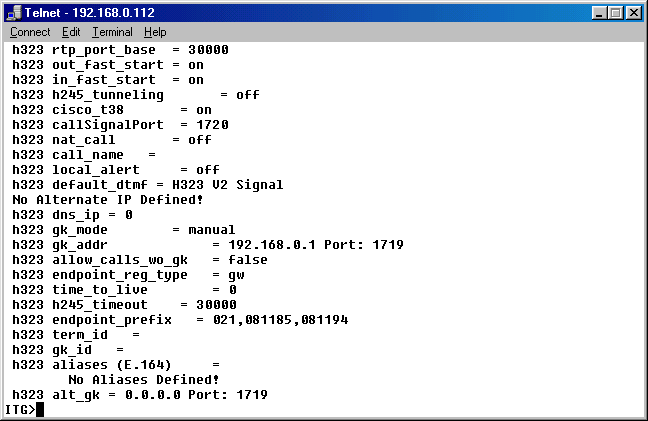 Telnet - 192.168.0.112
Connect Edit Terminal Help
h323 rtp_port_base = 30000
h323 out_fast_start = on
h323 in_fast_start = on
h323 h245_tunneling = off
h323 cisco_t38 = on
h323 callSignalPort = 1720
h323 nat_call = off
h323 call_name =
h323 local_alert = off
h323 default_dtmf = H323 V2 Signal
No Alternate IP Defined!
h323 dns_ip = 0
h323 gk_mode = manual
h323 gk_addr = 192.168.0.1 Port: 1719
h323 allow_calls_wo_gk = false
h323 endpoint_reg_type = gw
h323 time_to_live = 0
h323 h245_timeout = 30000
h323 endpoint_prefix = 021,081185,081194
h323 term_id =
h323 gk_id =
h323 aliases (E.164) =
No Aliases Defined!
h323 alt_gk = 0.0.0.0 Port: 1719
ITG>